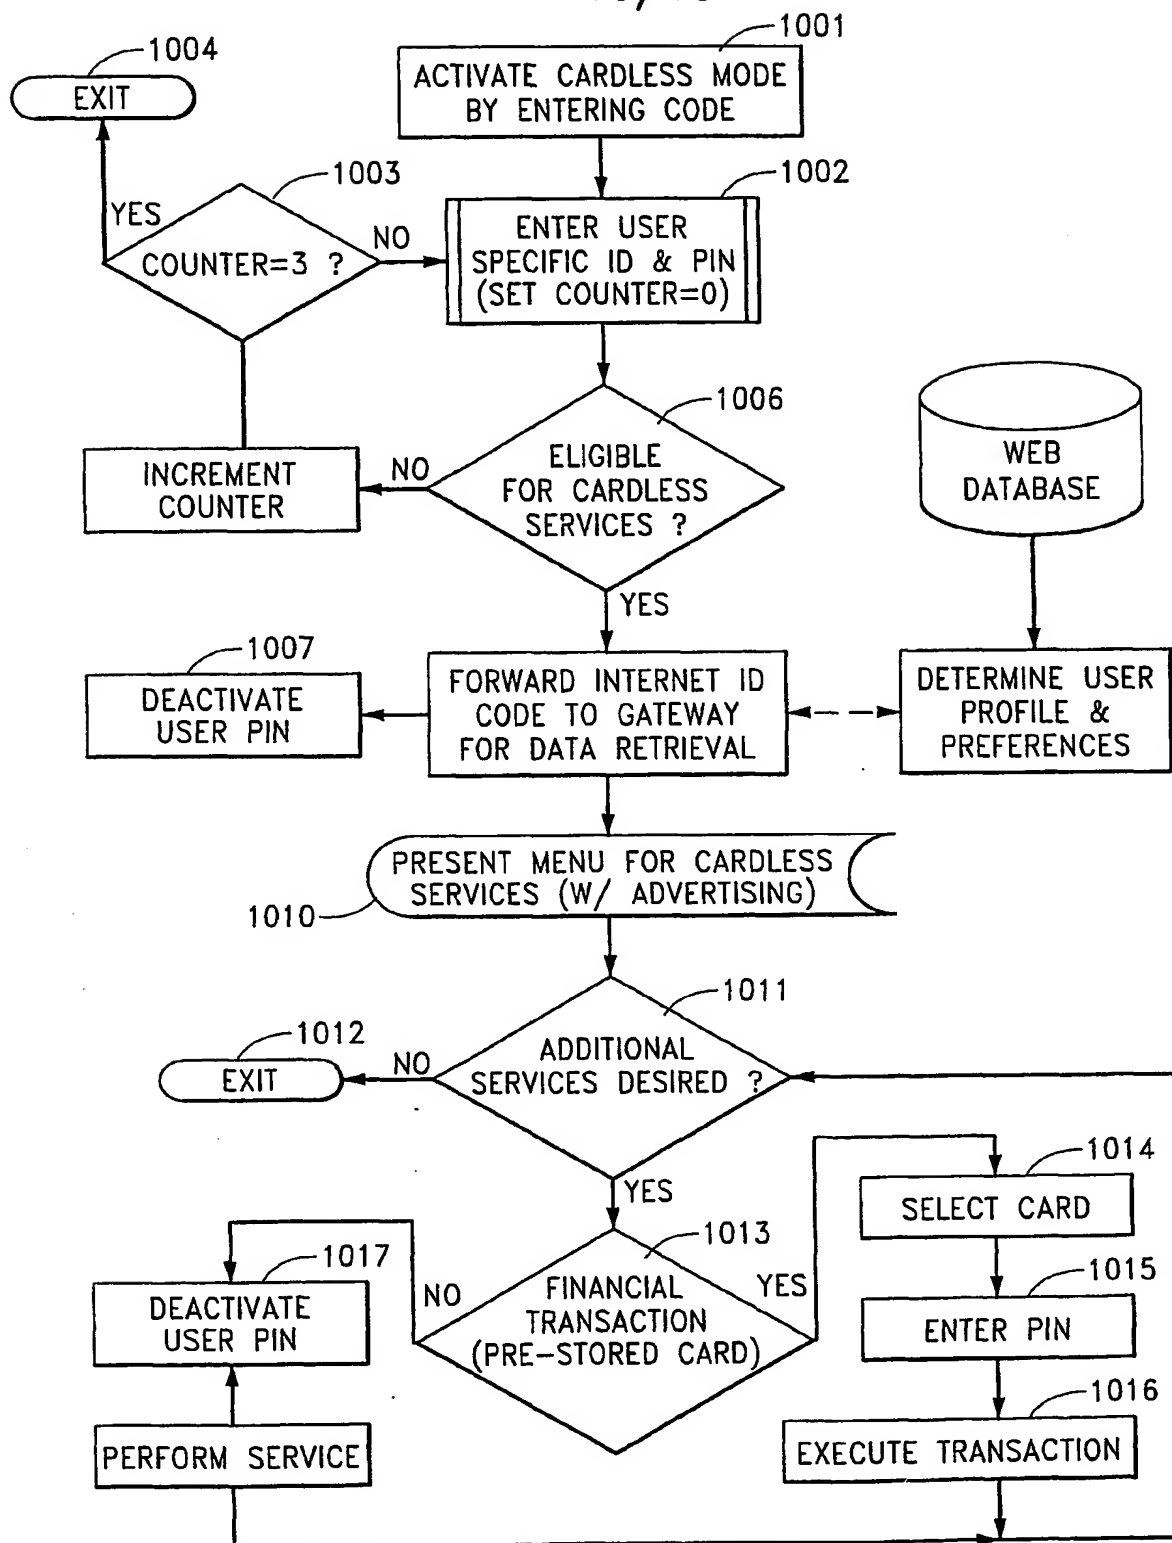 1001
ACTIVATE CARDLESS MODE
BY ENTERING CODE
1004
EXIT
1003
COUNTER=3 ?
YES
NO
1002
ENTER USER
SPECIFIC ID & PIN
(SET COUNTER=0)
1006
ELIGIBLE
FOR CARDLESS
SERVICES ?
NO
INCREMENT
COUNTER
WEB
DATABASE
YES
1007
DEACTIVATE
USER PIN
FORWARD INTERNET ID
CODE TO GATEWAY
FOR DATA RETRIEVAL
DETERMINE USER
PROFILE &
PREFERENCES
PRESENT MENU FOR CARDLESS
SERVICES (W/ ADVERTISING)
1010
1011
ADDITIONAL
SERVICES DESIRED ?
1012
EXIT
NO
YES
1013
FINANCIAL
TRANSACTION
(PRE-STORED CARD)
NO
YES
1014
SELECT CARD
1015
ENTER PIN
1016
EXECUTE TRANSACTION
1017
DEACTIVATE
USER PIN
PERFORM SERVICE